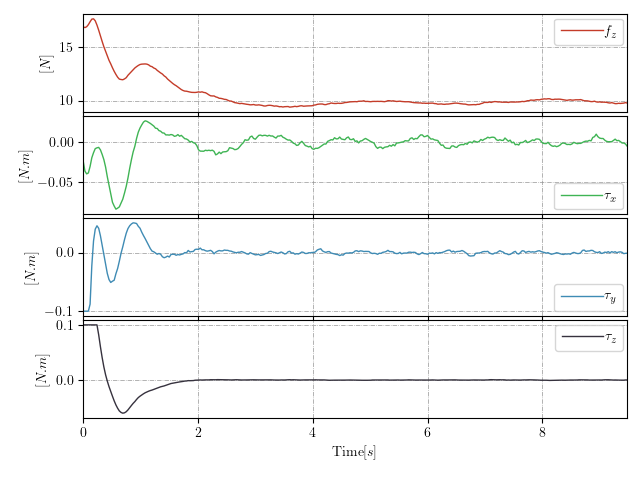 15
10
[N]
f_z
0.00
−0.05
[N.m]
τ_x
0.0
−0.1
[N.m]
τ_y
0.1
0.0
[N.m]
τ_z
0 2 4 6 8
Time[s]